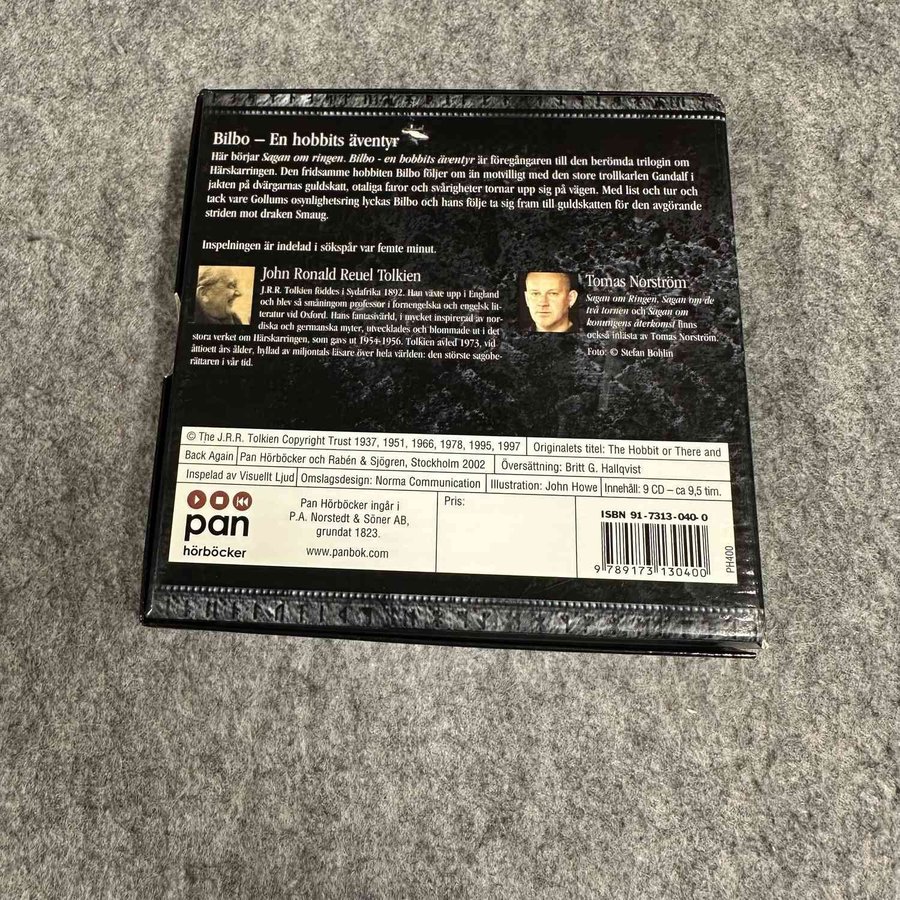 Bilbo – En hobbits äventyr
Här börjar Sagan om ringen. Bilbo - en hobbits äventyr är föregångaren till den berömda trilogin om
Härskarringen. Den fridsamme hobbiten Bilbo följer om än motvilligt med den store trollkarlen Gandalf i
jakten på dvärgarnas guldskatt, otaliga faror och svårigheter tornar upp sig på vägen. Med list och tur och
tack vare Gollums osynlighetsring lyckas Bilbo och hans följe ta sig fram till guldskatten för den avgörande
striden mot draken Smaug.
Inspelningen är indelad i sökspår var femte minut.
John Ronald Reuel Tolkien
J.R.R. Tolkien föddes i Sydafrika 1892. Han växte upp i England
och blev så småningom professor i fornengelska och engelsk lit-
teratur vid Oxford. Hans fantasivärld, i mycket inspirerad av nor-
diska och germanska myter, utvecklades och blommade ut i det
stora verket om Härskarringen, som gavs ut 1954-1956. Tolkien avled 1973, vid
åttioett års ålder, hyllad av miljontals läsare över hela världen: den störste sagobe-
rättaren i vår tid.
Tomas Norström
Sagan om Ringen, Sagan om de
två tornen och Sagan om
konungens återkomst finns
också inlästa av Tomas Norström.
Foto: © Stefan Bohlin
© The J.R.R. Tolkien Copyright Trust 1937, 1951, 1966, 1978, 1995, 1997 Originalets titel: The Hobbit or There and
Back Again Pan Hörböcker och Rabén & Sjögren, Stockholm 2002 Översättning: Britt G. Hallqvist
Inspelad av Visuellt Ljud Omslagsdesign: Norma Communication Illustration: John Howe Innehåll: 9 CD – ca 9,5 tim.
pan
hörböcker
Pan Hörböcker ingår i
P.A. Norstedt & Söner AB,
grundat 1823.
www.panbok.com
Pris:
ISBN 91-7313-040-0
9 789173 130400
PH400